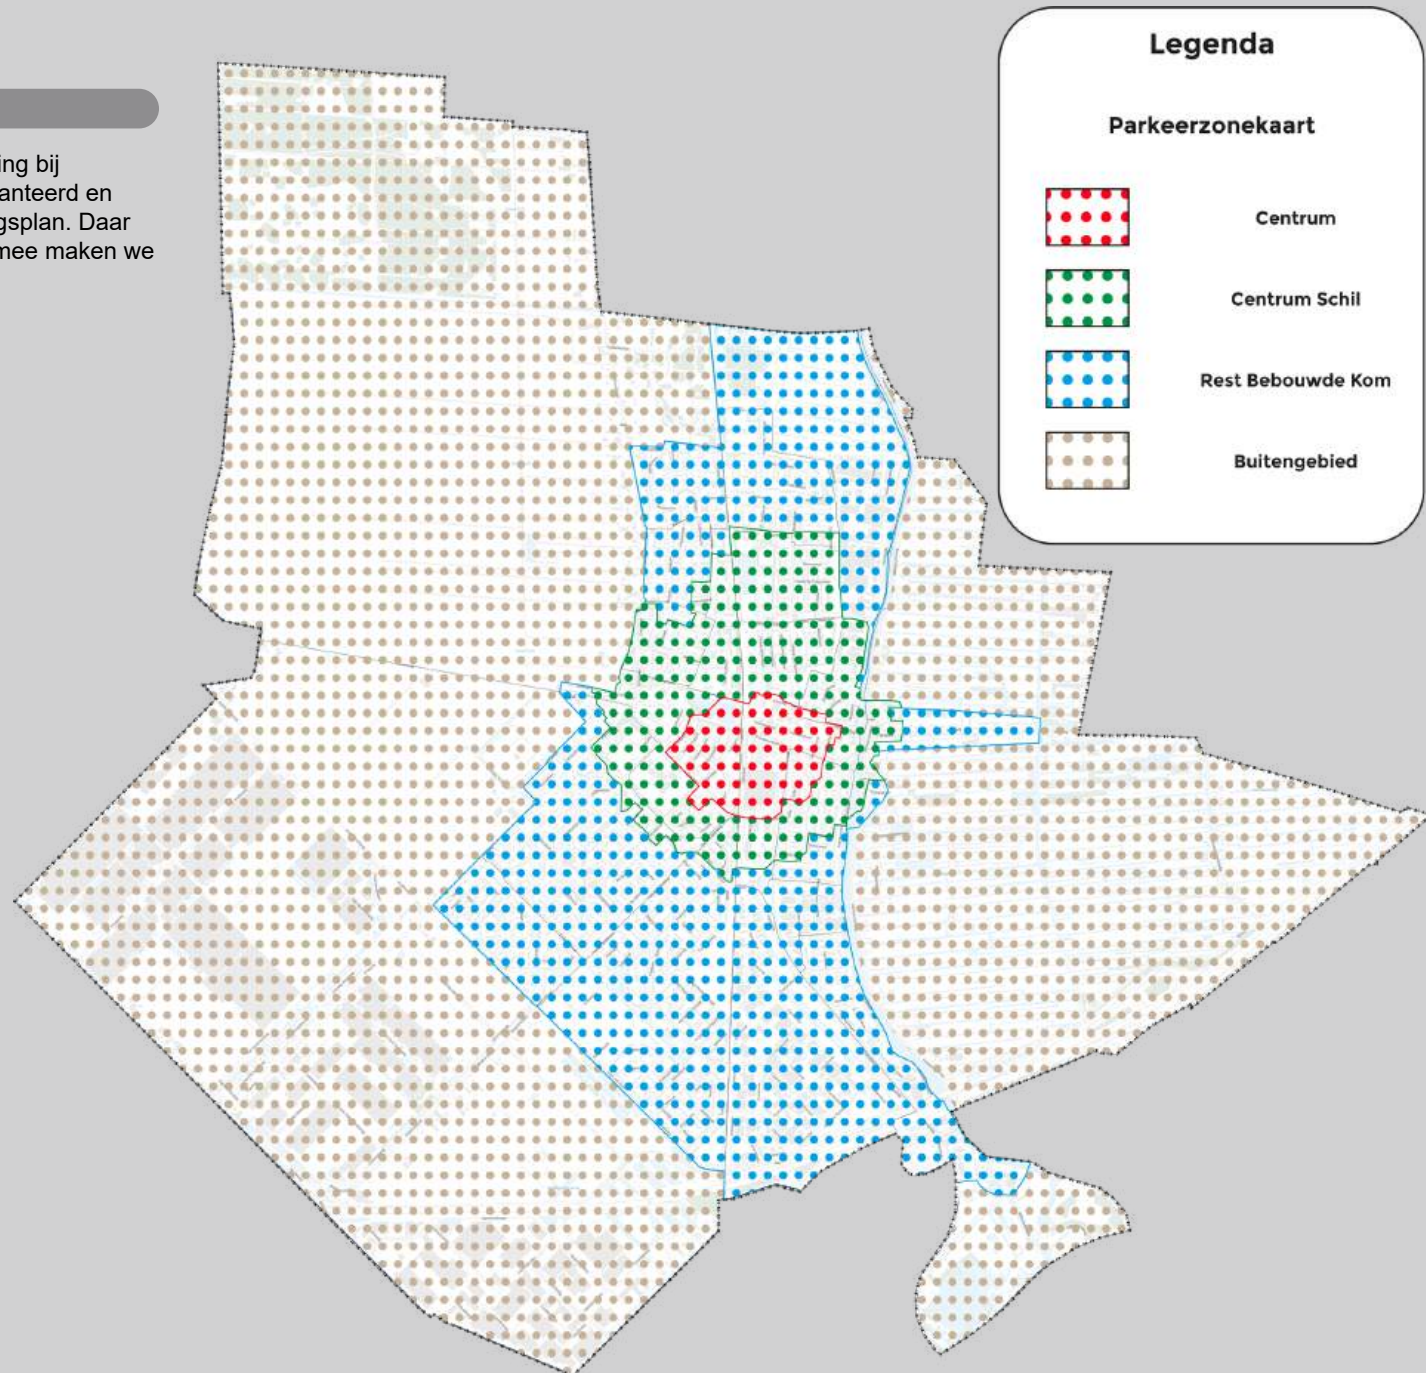 ing bij
anteerd en
gsplan. Daar
mee maken we
Legenda
Parkeerzonekaart
Centrum
Centrum Schil
Rest Bebouwde Kom
Buitengebied